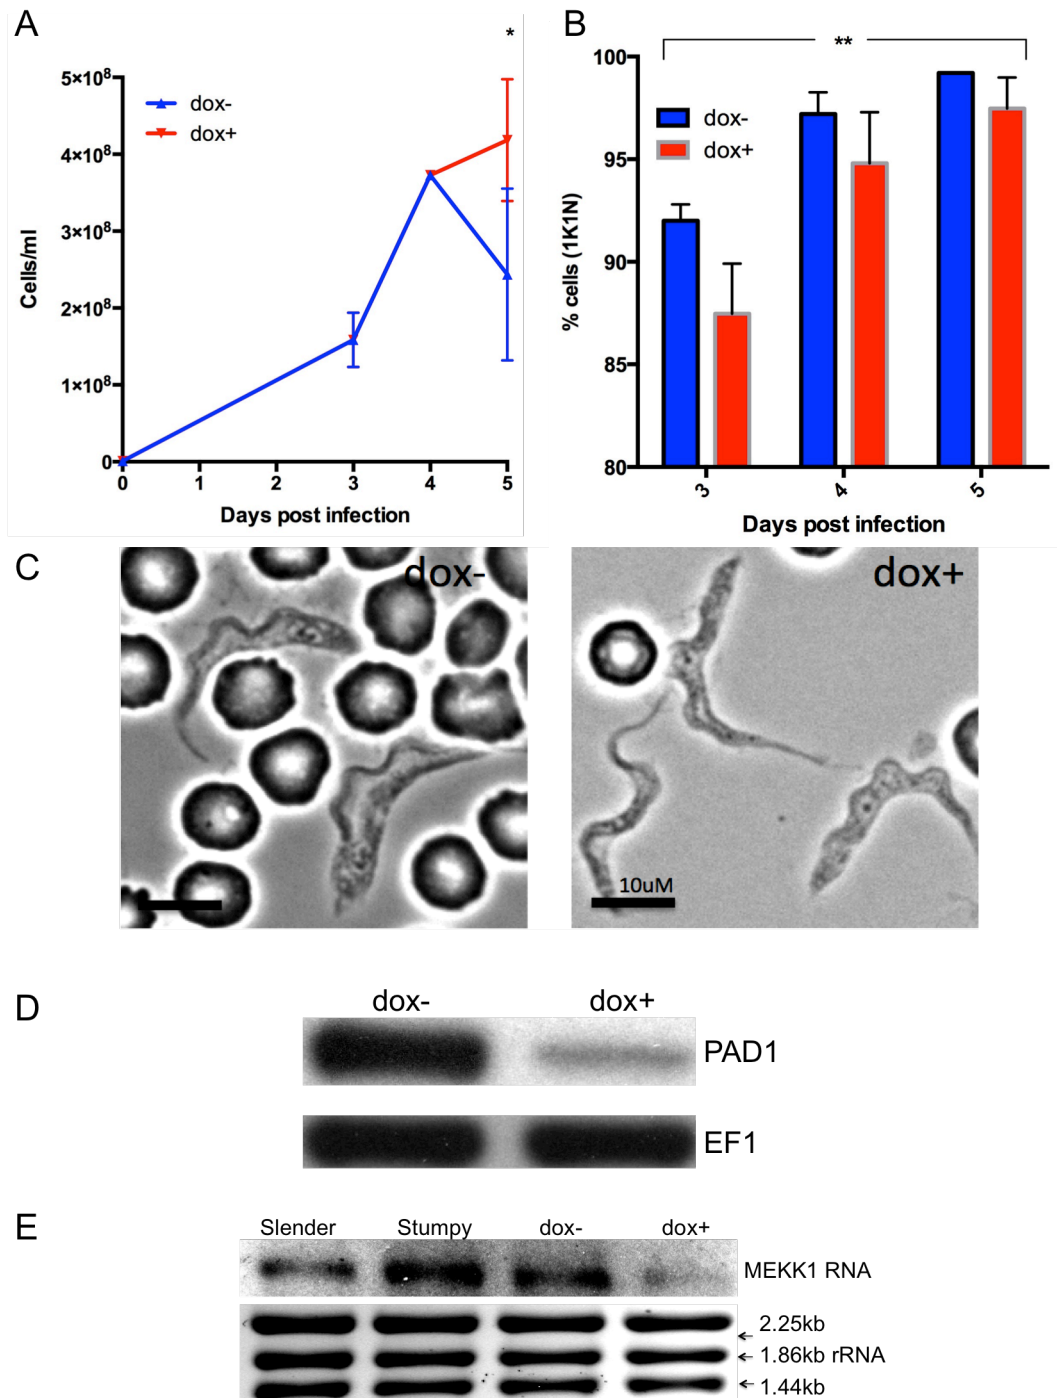 A
*
5×10⁸
4×10⁸
3×10⁸
2×10⁸
1×10⁸
0
Cells/ml
dox-
dox+
0 1 2 3 4 5
Days post infection
B
**
100
95
90
85
80
% cells (1K1N)
dox-
dox+
3 4 5
Days post infection
C
dox-
dox+
10uM
D
dox- dox+
PAD1
EF1
E
Slender Stumpy dox- dox+
MEKK1 RNA
2.25kb
1.86kb rRNA
1.44kb